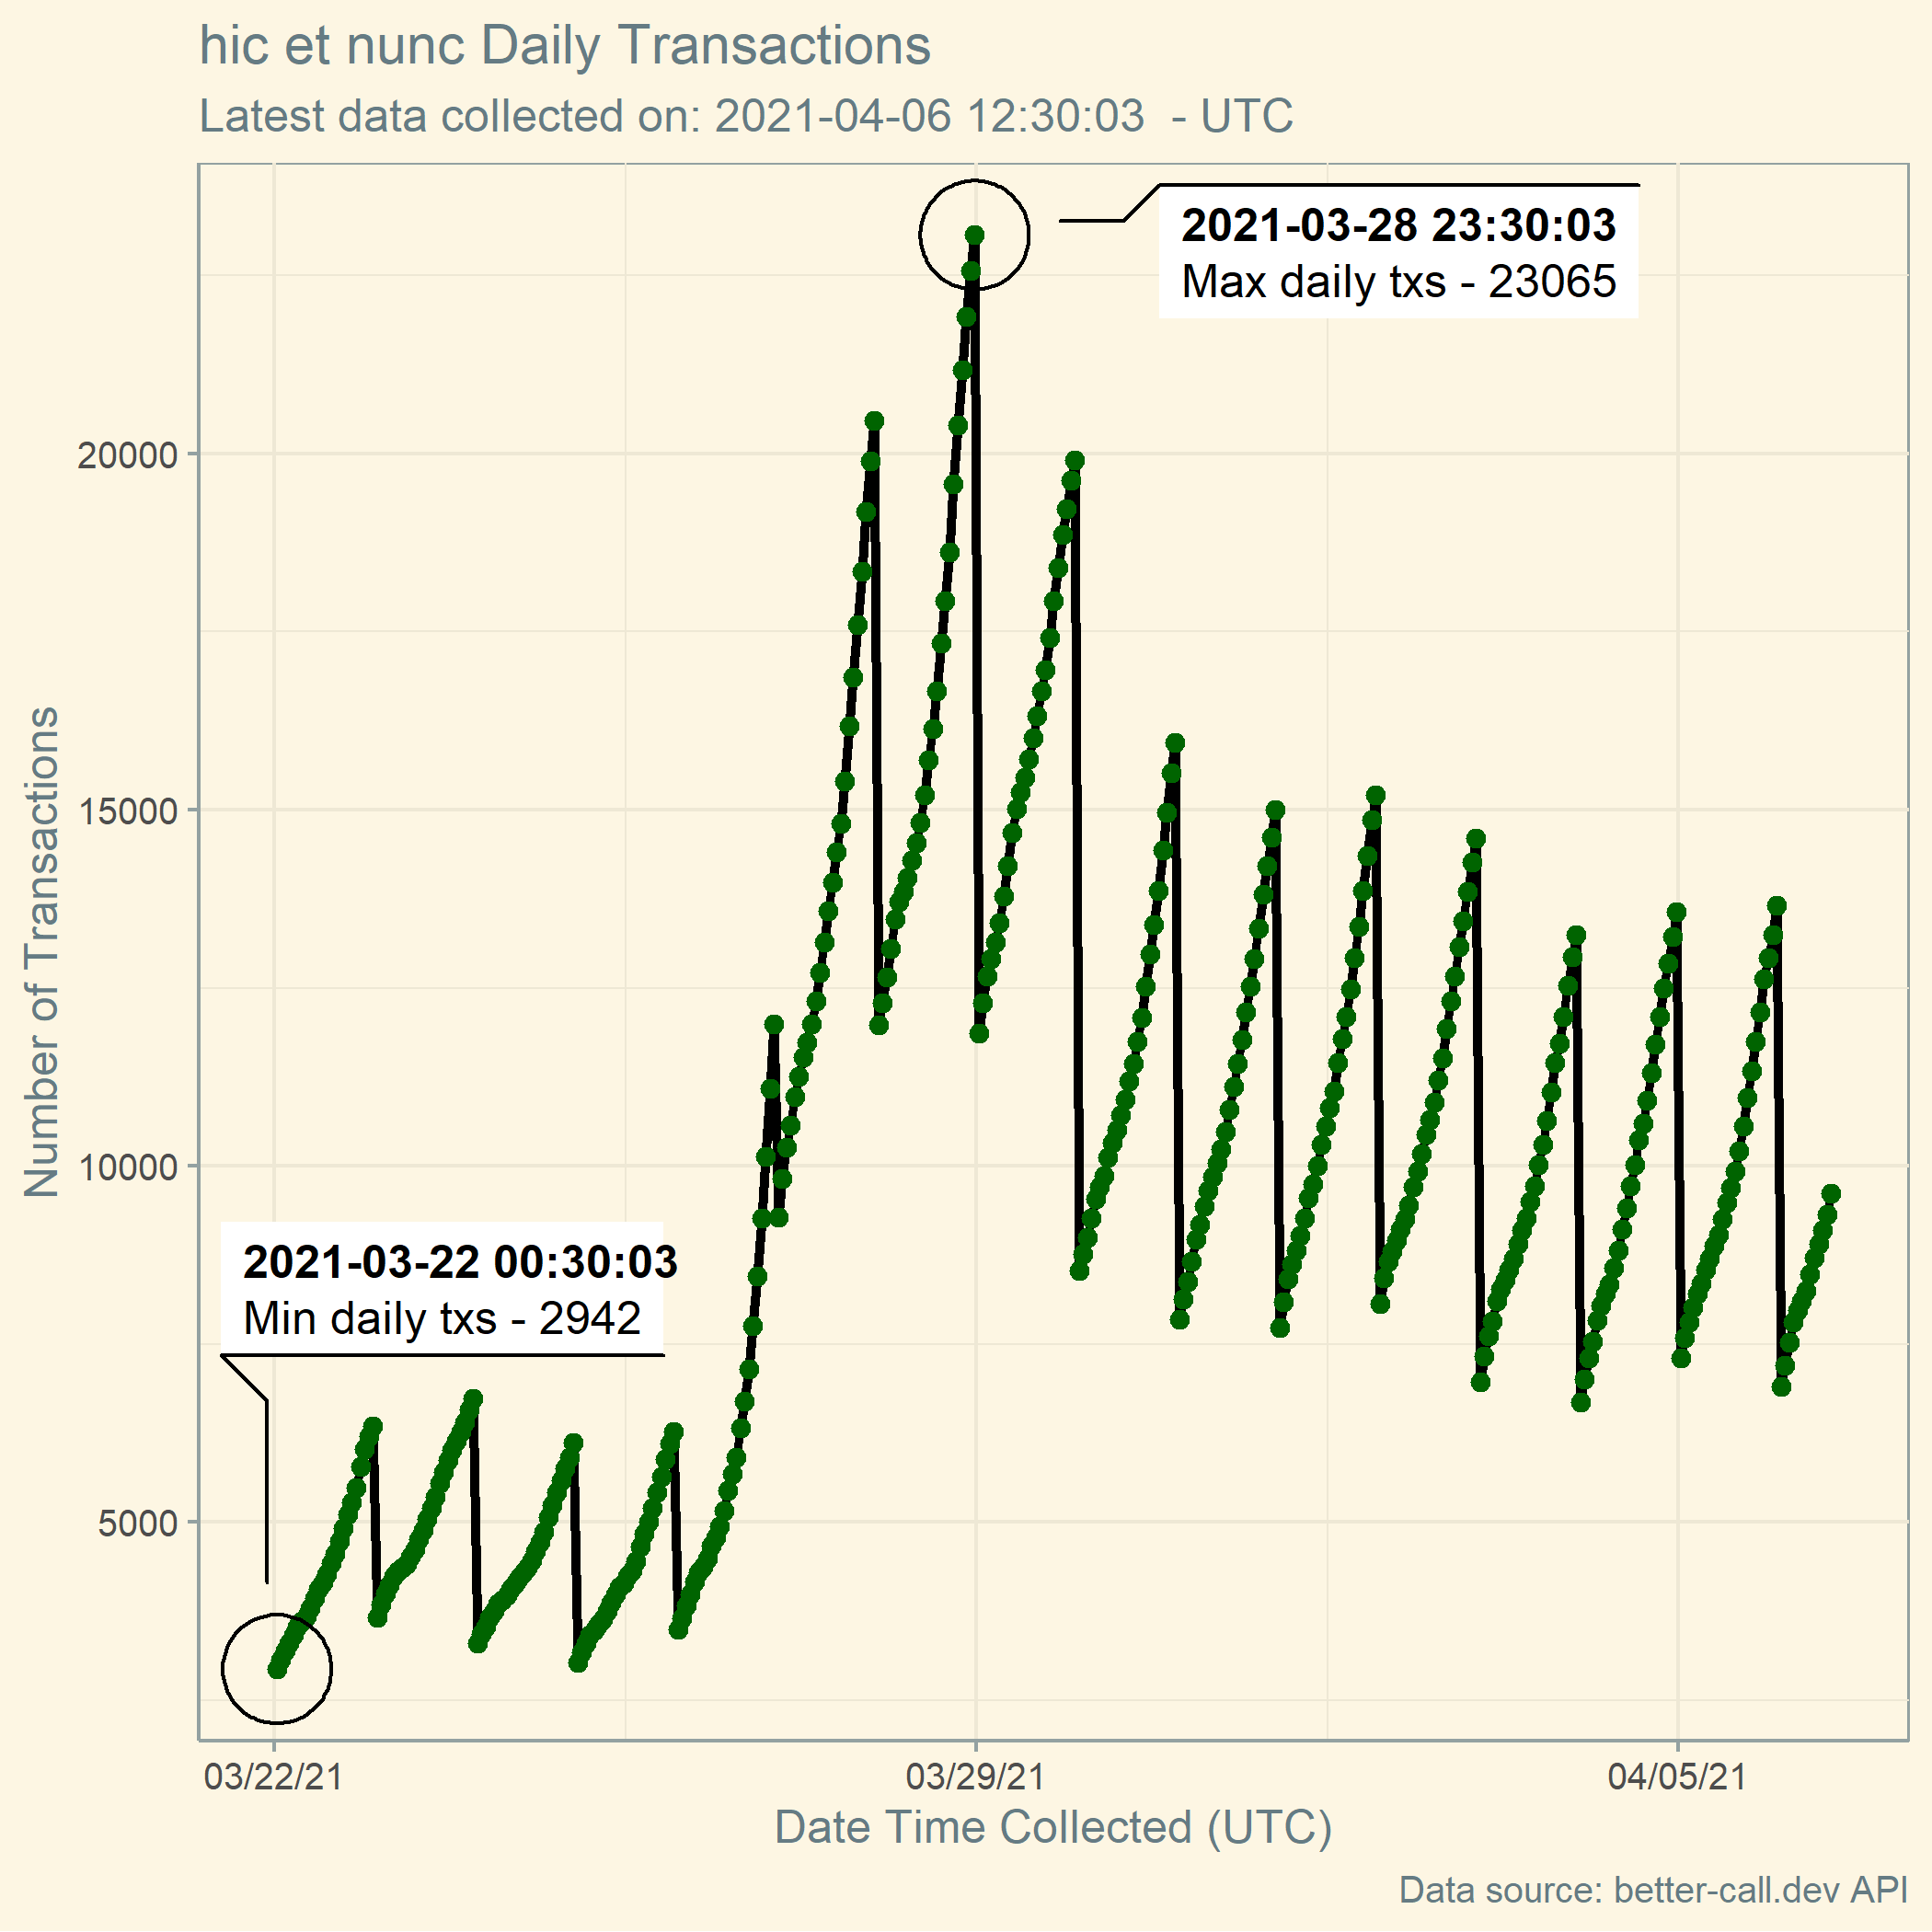 hic et nunc Daily Transactions
Latest data collected on: 2021-04-06 12:30:03  - UTC
2021-03-28 23:30:03
Max daily txs - 23065
Number of Transactions
20000
15000
10000
5000
2021-03-22 00:30:03
Min daily txs - 2942
03/22/21
03/29/21
04/05/21
Date Time Collected (UTC)
Data source: better-call.dev API